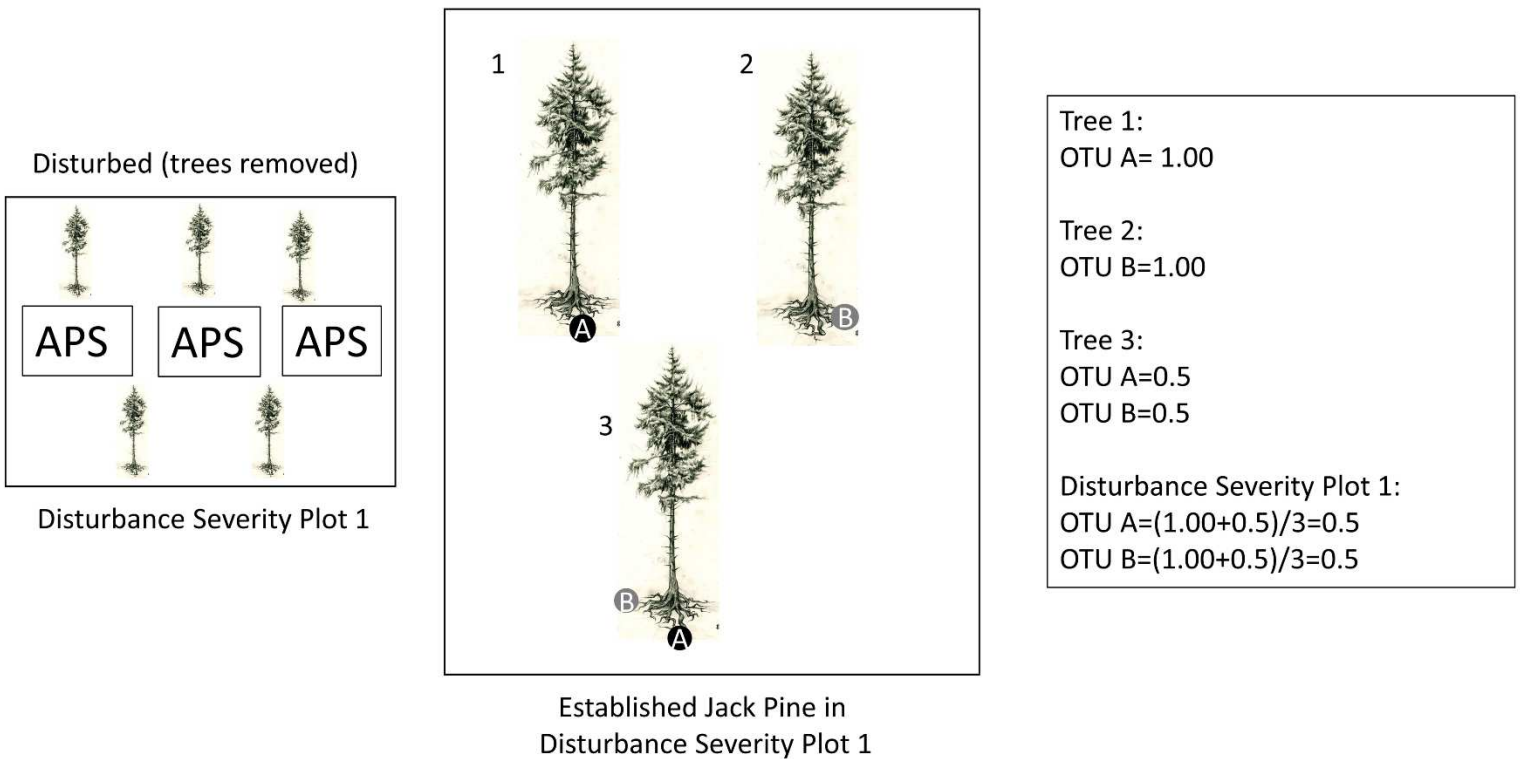 Disturbed (trees removed)
APS
APS
APS
Disturbance Severity Plot 1
1
2
A
B
3
B
A
Established Jack Pine in
Disturbance Severity Plot 1
Tree 1:
OTU A= 1.00
Tree 2:
OTU B=1.00
Tree 3:
OTU A=0.5
OTU B=0.5
Disturbance Severity Plot 1:
OTU A=(1.00+0.5)/3=0.5
OTU B=(1.00+0.5)/3=0.5